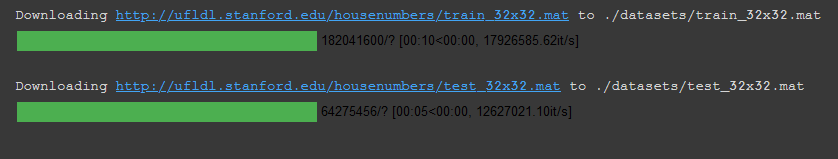 Downloading http://ufldl.stanford.edu/housenumbers/train_32x32.mat to ./datasets/train_32x32.mat
182041600/? [00:10<00:00, 17926585.62it/s]
Downloading http://ufldl.stanford.edu/housenumbers/test_32x32.mat to ./datasets/test_32x32.mat
64275456/? [00:05<00:00, 12627021.10it/s]